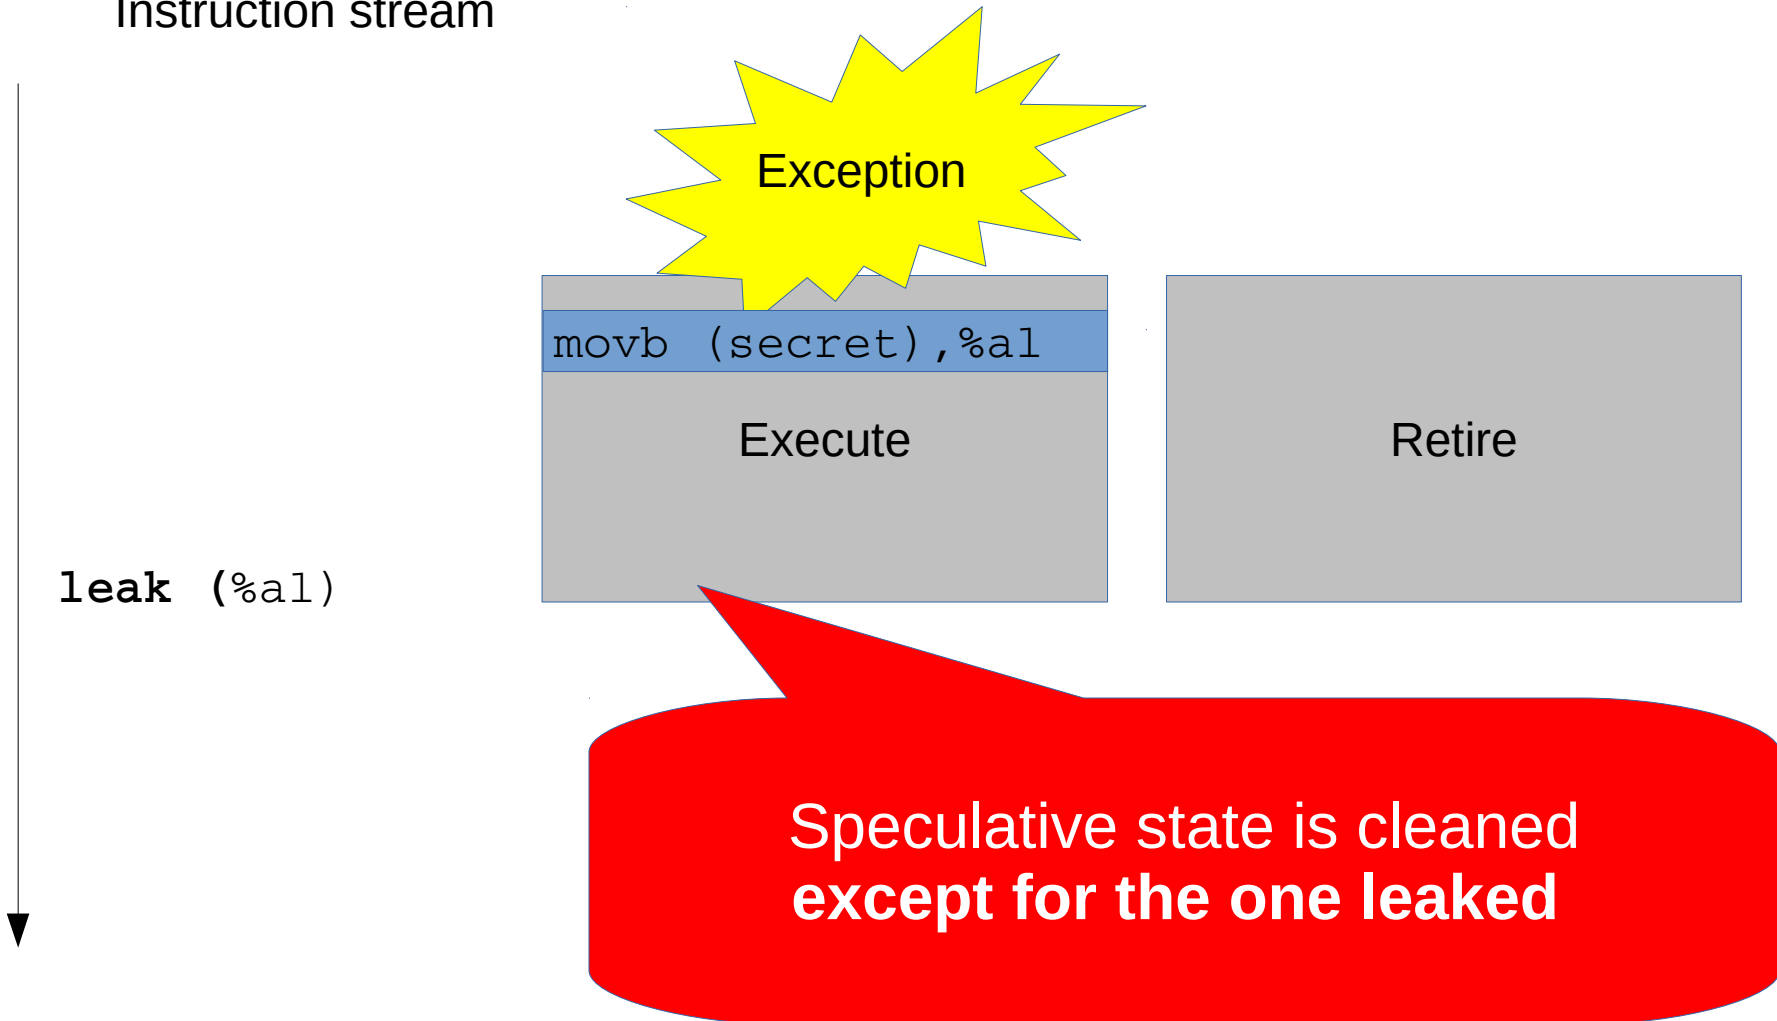 Instruction stream
Exception
movb (secret),%al
Execute
Retire
leak (%al)
Speculative state is cleaned
except for the one leaked